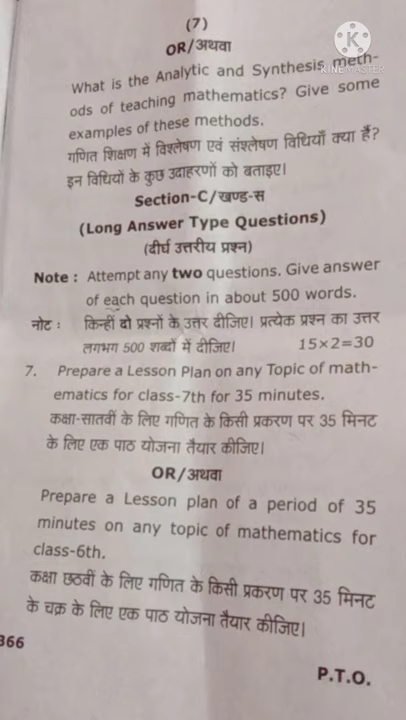 (7)
OR/अथवा
KINEMASTER
What is the Analytic and Synthesis meth-
ods of teaching mathematics? Give some
examples of these methods.
गणित शिक्षण में विश्लेषण एवं संश्लेषण विधियाँ क्या हैं?
इन विधियों के कुछ उदाहरणों को बताइए।
Section-C/खण्ड-स
(Long Answer Type Questions)
(दीर्घ उत्तरीय प्रश्न)
Note : Attempt any two questions. Give answer
of each question in about 500 words.
नोट : किन्हीं दो प्रश्नों के उत्तर दीजिए। प्रत्येक प्रश्न का उत्तर
लगभग 500 शब्दों में दीजिए। 15×2=30
7. Prepare a Lesson Plan on any Topic of math-
ematics for class-7th for 35 minutes.
कक्षा-सातवीं के लिए गणित के किसी प्रकरण पर 35 मिनट
के लिए एक पाठ योजना तैयार कीजिए।
OR/अथवा
Prepare a Lesson plan of a period of 35
minutes on any topic of mathematics for
class-6th.
कक्षा छठवीं के लिए गणित के किसी प्रकरण पर 35 मिनट
के चक्र के लिए एक पाठ योजना तैयार कीजिए।
366
P.T.O.